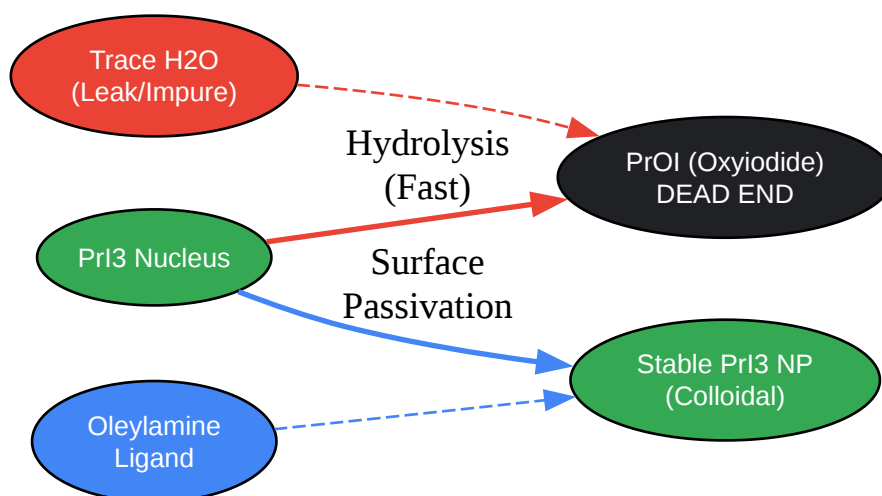 Trace H2O
(Leak/Impure)
Hydrolysis
(Fast)
PrOI (Oxyiodide)
DEAD END
PrI3 Nucleus
Surface
Passivation
Stable PrI3 NP
(Colloidal)
Oleylamine
Ligand